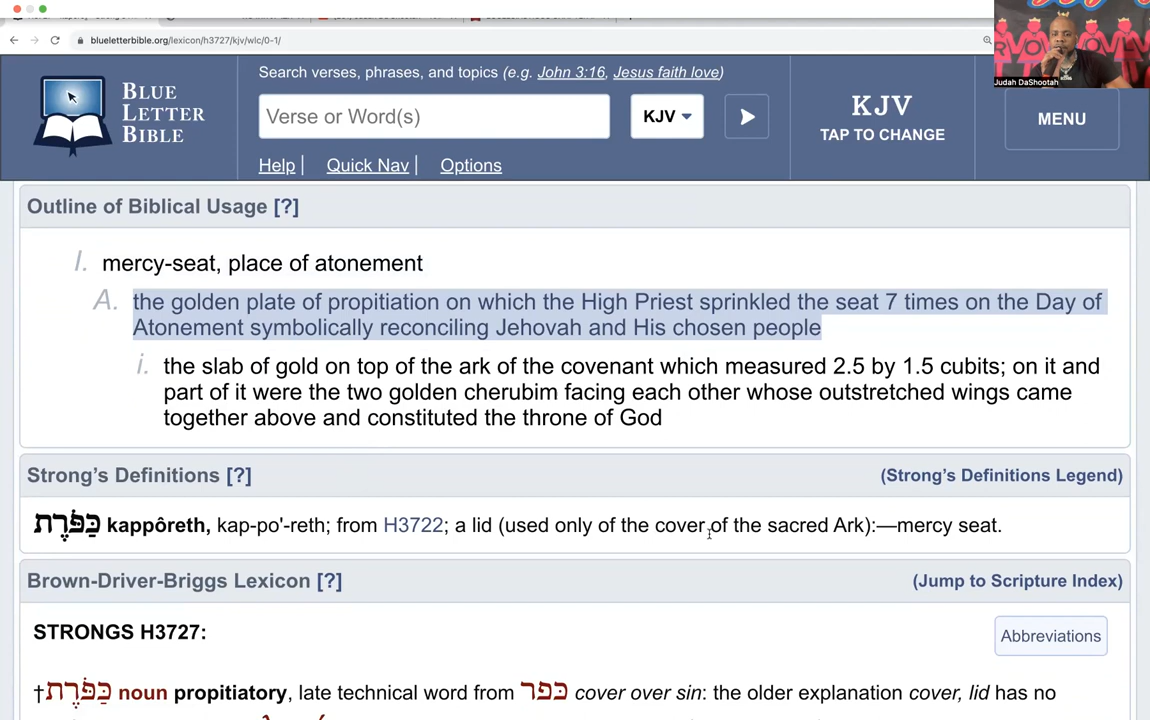 blueletterbible.org/lexicon/h3727/kjv/wlc/0-1/
Judah DaShootah
BLUE
LETTER
BIBLE
Search verses, phrases, and topics (e.g. John 3:16, Jesus faith love)
Verse or Word(s)
KJV
KJV
TAP TO CHANGE
MENU
Help | Quick Nav | Options
Outline of Biblical Usage [?]
I. mercy-seat, place of atonement
A. the golden plate of propitiation on which the High Priest sprinkled the seat 7 times on the Day of
Atonement symbolically reconciling Jehovah and His chosen people
i. the slab of gold on top of the ark of the covenant which measured 2.5 by 1.5 cubits; on it and
part of it were the two golden cherubim facing each other whose outstretched wings came
together above and constituted the throne of God
Strong’s Definitions [?]
(Strong’s Definitions Legend)
כַּפֹּרֶת kappôreth, kap-po'-reth; from H3722; a lid (used only of the cover of the sacred Ark):—mercy seat.
Brown-Driver-Briggs Lexicon [?]
(Jump to Scripture Index)
STRONGS H3727:
Abbreviations
†כַּפֹּרֶת noun propitiatory, late technical word from כִּפֶּר cover over sin: the older explanation cover, lid has no